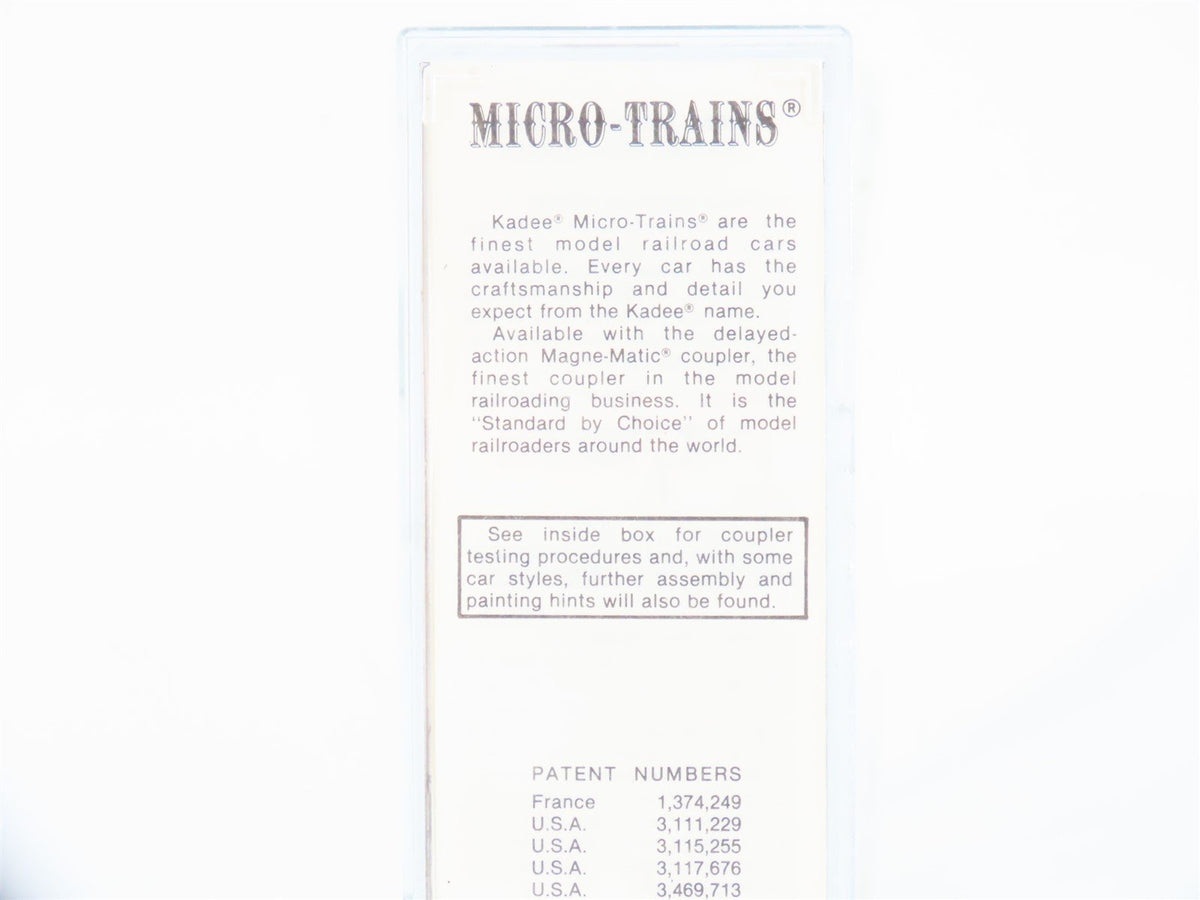 MICRO-TRAINS®
Kadee® Micro-Trains® are the
finest model railroad cars
available. Every car has the
craftsmanship and detail you
expect from the Kadee® name.
Available with the delayed-
action Magne-Matic® coupler, the
finest coupler in the model
railroading business. It is the
"Standard by Choice" of model
railroaders around the world.
See inside box for coupler
testing procedures and, with some
car styles, further assembly and
painting hints will also be found.
PATENT NUMBERS
France 1,374,249
U.S.A. 3,111,229
U.S.A. 3,115,255
U.S.A. 3,117,676
U.S.A. 3,469,713